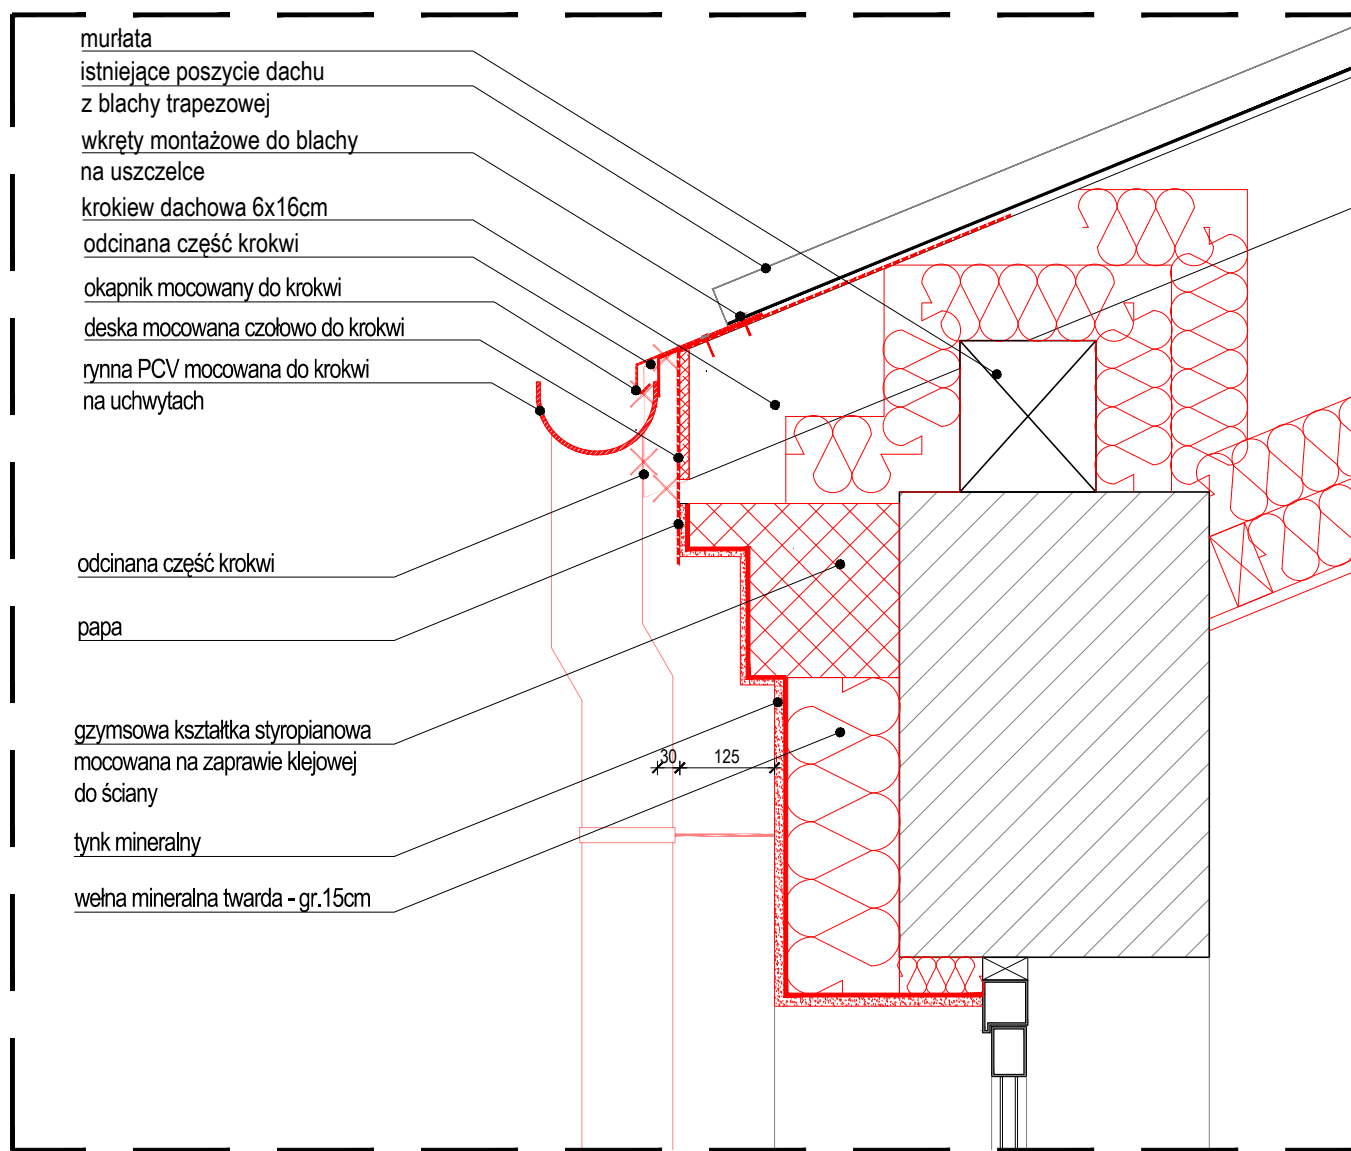 murłata
istniejące poszycie dachu
z blachy trapezowej
wkręty montażowe do blachy
na uszczelce
krokiew dachowa 6x16cm
odcinana część krokwi
okapnik mocowany do krokwi
deska mocowana czołowo do krokwi
rynna PCV mocowana do krokwi
na uchwytach
odcinana część krokwi
papa
gzymsowa kształtka styropianowa
mocowana na zaprawie klejowej
do ściany
30 125
tynk mineralny
wełna mineralna twarda - gr.15cm